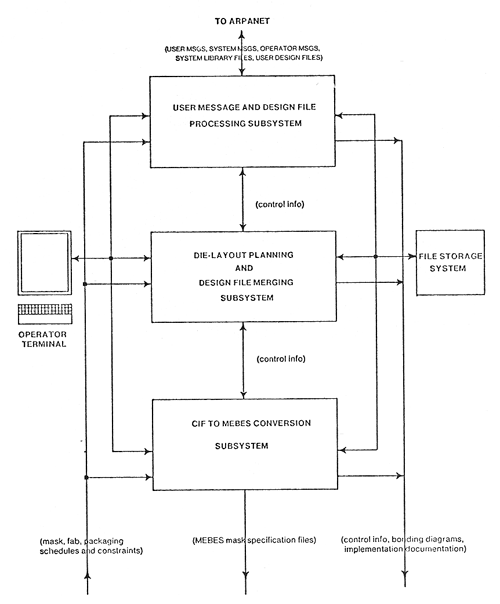 TO ARPANET
(USER MSGS, SYSTEM MSGS, OPERATOR MSGS,
SYSTEM LIBRARY FILES, USER DESIGN FILES)
USER MESSAGE AND DESIGN FILE
PROCESSING SUBSYSTEM
(control info)
DIE-LAYOUT PLANNING
AND
DESIGN FILE MERGING
SUBSYSTEM
FILE STORAGE
SYSTEM
OPERATOR
TERMINAL
(control info)
CIF TO MEBES CONVERSION
SUBSYSTEM
(mask, fab, packaging
schedules and constraints)
(MEBES mask specification files)
(control info, bonding diagrams,
implementation documentation)